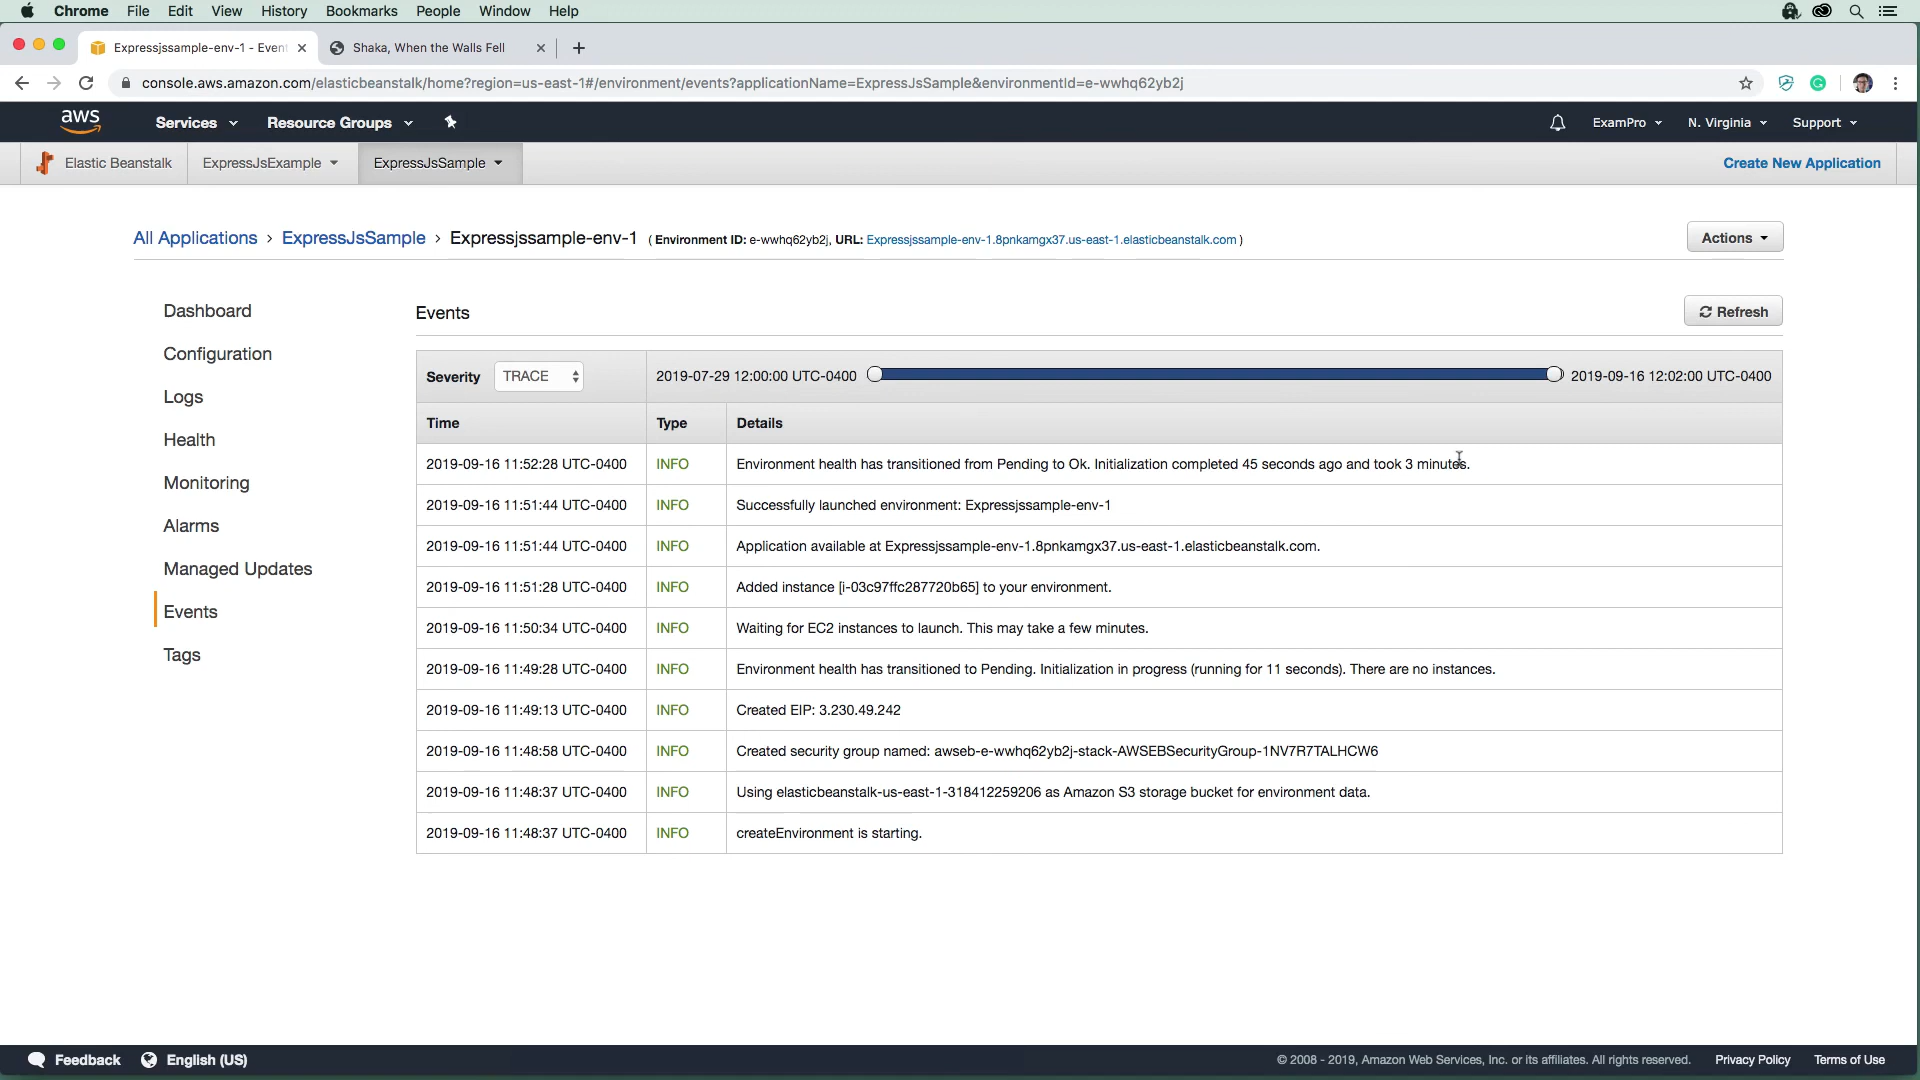 Chrome File Edit View History Bookmarks People Window Help
Expressjssample-env-1 - Event Shaka, When the Walls Fell
console.aws.amazon.com/elasticbeanstalk/home?region=us-east-1#/environment/events?applicationName=ExpressJsSample&environmentId=e-wwhq62yb2j
aws Services Resource Groups ExamPro N. Virginia Support
Elastic Beanstalk ExpressJsExample ExpressJsSample Create New Application
All Applications › ExpressJsSample › Expressjssample-env-1 ( Environment ID: e-wwhq62yb2j, URL: Expressjssample-env-1.8pnkamgx37.us-east-1.elasticbeanstalk.com ) Actions
Dashboard
Configuration
Logs
Health
Monitoring
Alarms
Managed Updates
Events
Tags
Events Refresh
Severity TRACE 2019-07-29 12:00:00 UTC-0400 2019-09-16 12:02:00 UTC-0400
Time Type Details
2019-09-16 11:52:28 UTC-0400 INFO Environment health has transitioned from Pending to Ok. Initialization completed 45 seconds ago and took 3 minutes.
2019-09-16 11:51:44 UTC-0400 INFO Successfully launched environment: Expressjssample-env-1
2019-09-16 11:51:44 UTC-0400 INFO Application available at Expressjssample-env-1.8pnkamgx37.us-east-1.elasticbeanstalk.com.
2019-09-16 11:51:28 UTC-0400 INFO Added instance [i-03c97ffc287720b65] to your environment.
2019-09-16 11:50:34 UTC-0400 INFO Waiting for EC2 instances to launch. This may take a few minutes.
2019-09-16 11:49:28 UTC-0400 INFO Environment health has transitioned to Pending. Initialization in progress (running for 11 seconds). There are no instances.
2019-09-16 11:49:13 UTC-0400 INFO Created EIP: 3.230.49.242
2019-09-16 11:48:58 UTC-0400 INFO Created security group named: awseb-e-wwhq62yb2j-stack-AWSEBSecurityGroup-1NV7R7TALHCW6
2019-09-16 11:48:37 UTC-0400 INFO Using elasticbeanstalk-us-east-1-318412259206 as Amazon S3 storage bucket for environment data.
2019-09-16 11:48:37 UTC-0400 INFO createEnvironment is starting.
Feedback English (US) © 2008 - 2019, Amazon Web Services, Inc. or its affiliates. All rights reserved. Privacy Policy Terms of Use